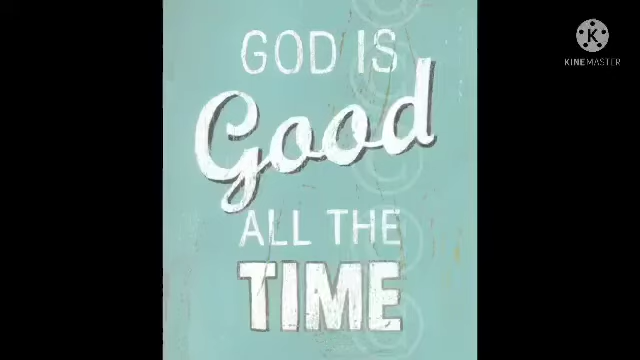 GOD IS
Good
ALL THE
TIME
KINEMASTER